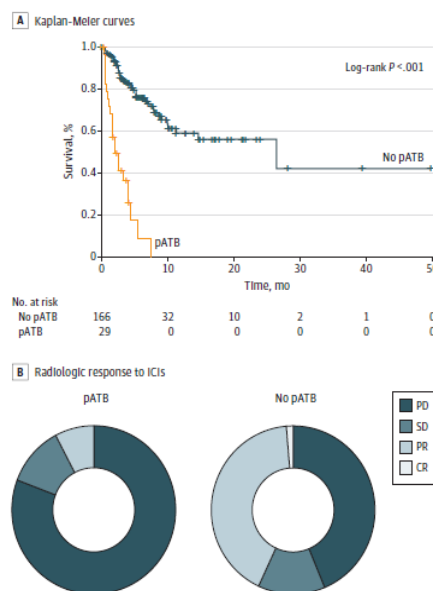 A Kaplan-Meier curves
1.0
0.8
0.6
0.4
0.2
0
Survival, %
Log-rank P <.001
No pATB
pATB
0 10 20 30 40 50
Time, mo
No. at risk
No pATB 166 32 10 2 1 0
pATB 29 0 0 0 0 0
B Radiologic response to ICIs
pATB No pATB
PD
SD
PR
CR